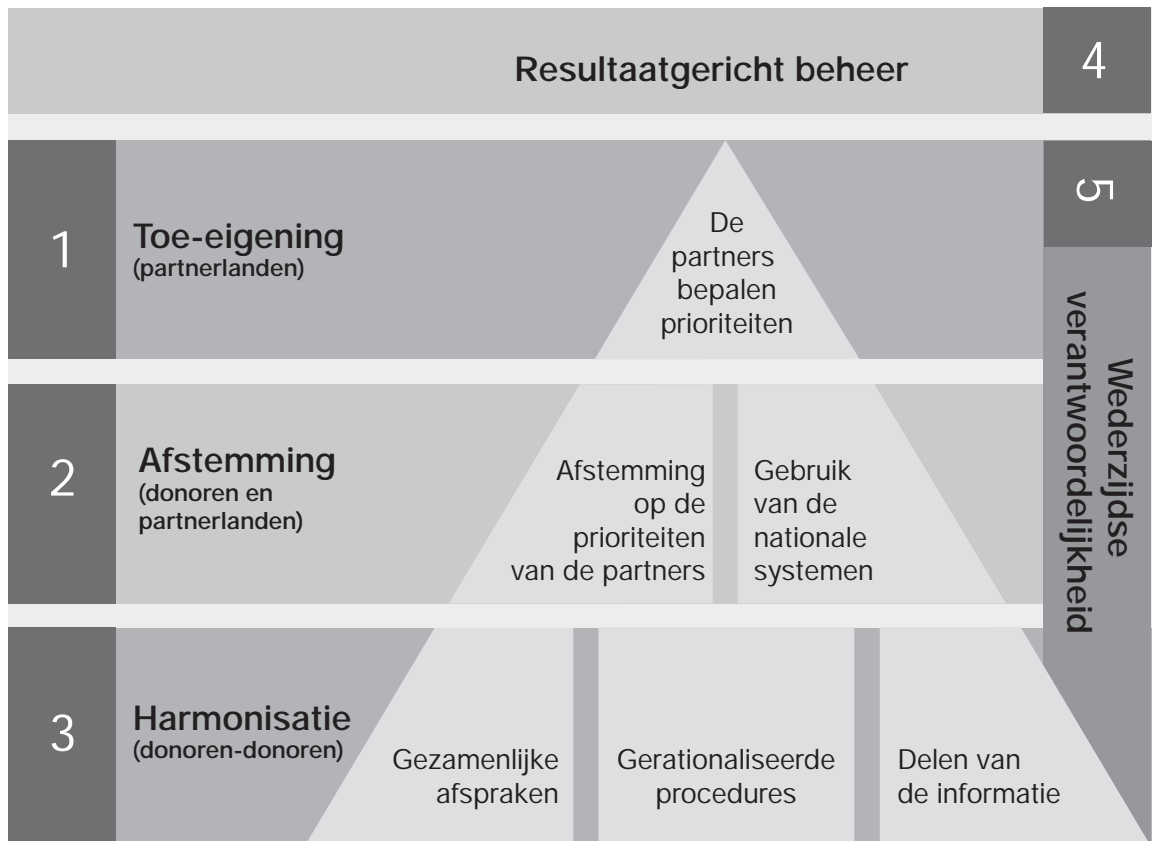 Resultaatgericht beheer
4
1
Toe-eigening
(partnerlanden)
De
partners
bepalen
prioriteiten
5
Wederzijdse
verantwoordelijkheid
2
Afstemming
(donoren en
partnerlanden)
Afstemming
op de
prioriteiten
van de partners
Gebruik
van de
nationale
systemen
3
Harmonisatie
(donoren-donoren)
Gezamenlijke
afspraken
Gerationaliseerde
procedures
Delen van
de informatie